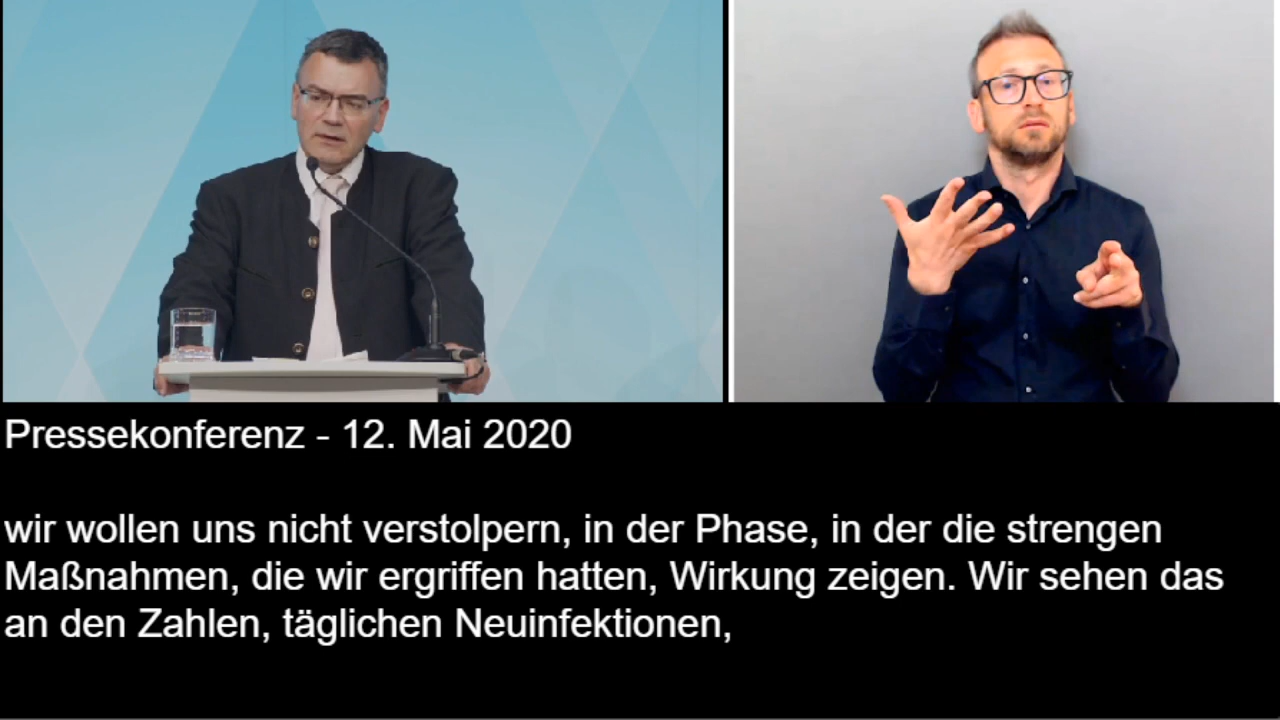 Pressekonferenz - 12. Mai 2020
wir wollen uns nicht verstolpern, in der Phase, in der die strengen
Maßnahmen, die wir ergriffen hatten, Wirkung zeigen. Wir sehen das
an den Zahlen, täglichen Neuinfektionen,